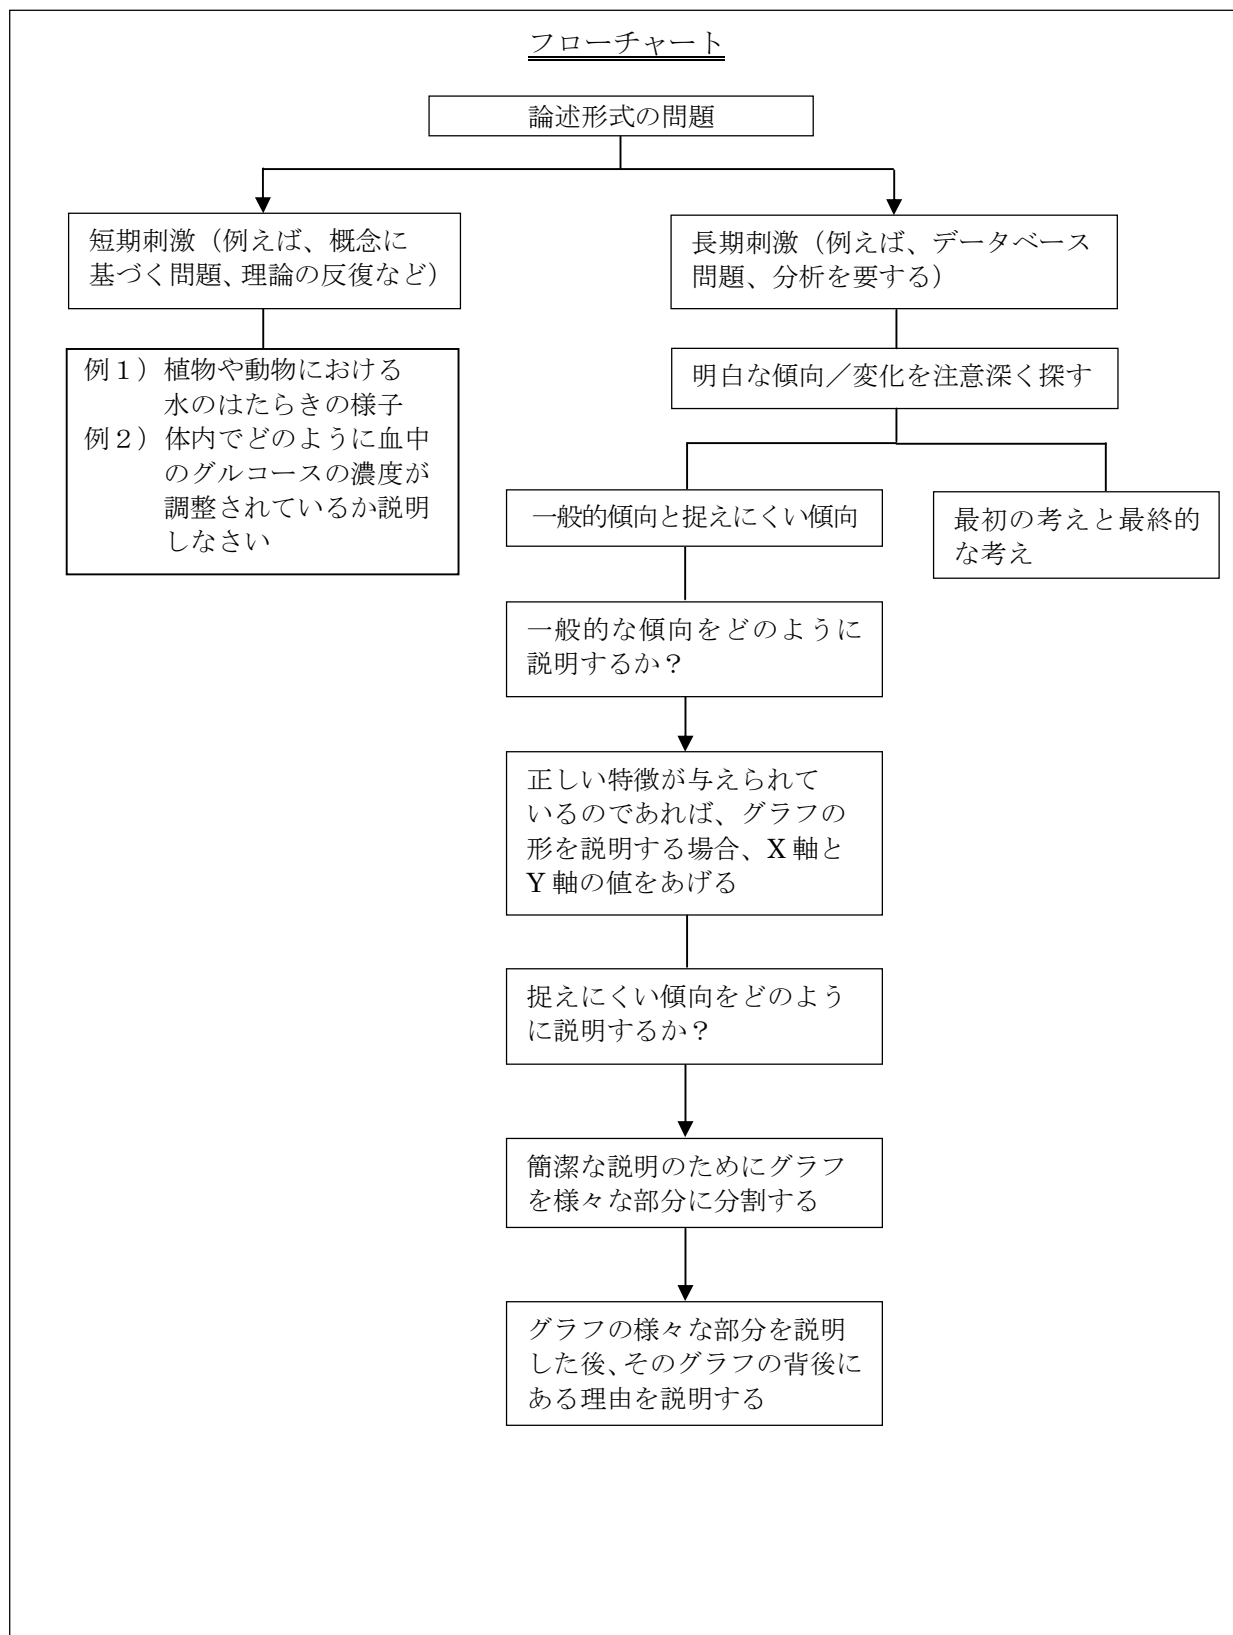 フローチャート
論述形式の問題
短期刺激（例えば、概念に
基づく問題、理論の反復など）
長期刺激（例えば、データベース
問題、分析を要する）
例１）植物や動物における
水のはたらきの様子
例２）体内でどのように血中
のグルコースの濃度が
調整されているか説明
しなさい
明白な傾向／変化を注意深く探す
一般的傾向と捉えにくい傾向
最初の考えと最終的
な考え
一般的な傾向をどのように
説明するか？
正しい特徴が与えられて
いるのであれば、グラフの
形を説明する場合、X 軸と
Y 軸の値をあげる
捉えにくい傾向をどのよう
に説明するか？
簡潔な説明のためにグラフ
を様々な部分に分割する
グラフの様々な部分を説明
した後、そのグラフの背後に
ある理由を説明する